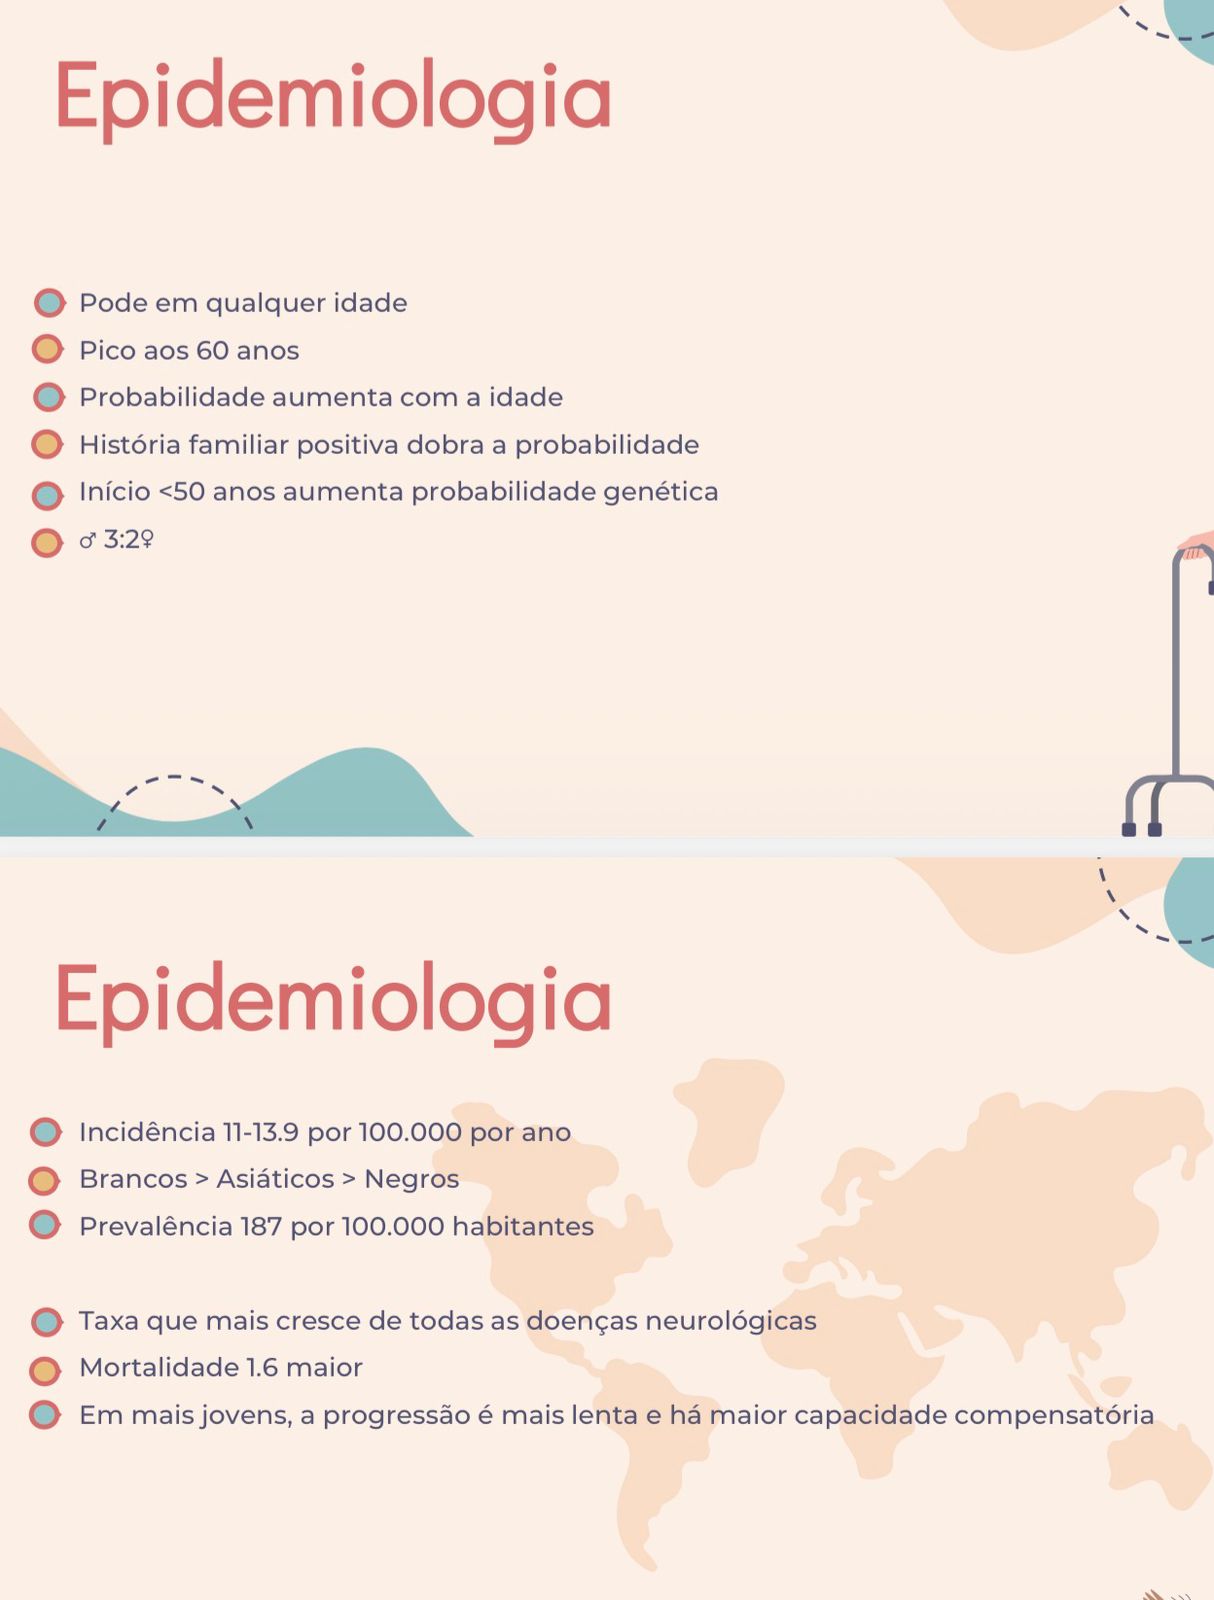 Epidemiologia
Pode em qualquer idade
Pico aos 60 anos
Probabilidade aumenta com a idade
História familiar positiva dobra a probabilidade
Início <50 anos aumenta probabilidade genética
♂ 3:2♀
Epidemiologia
Incidência 11-13.9 por 100.000 por ano
Brancos > Asiáticos > Negros
Prevalência 187 por 100.000 habitantes
Taxa que mais cresce de todas as doenças neurológicas
Mortalidade 1.6 maior
Em mais jovens, a progressão é mais lenta e há maior capacidade compensatória